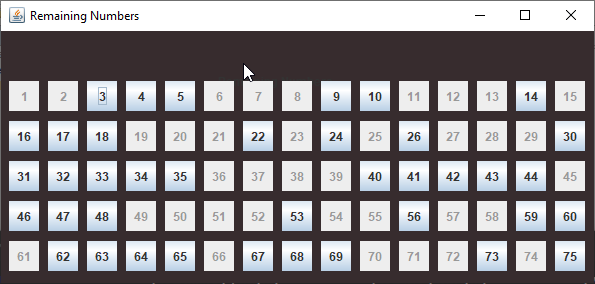 Remaining Numbers
1 2 3 4 5 6 7 8 9 10 11 12 13 14 15
16 17 18 19 20 21 22 23 24 25 26 27 28 29 30
31 32 33 34 35 36 37 38 39 40 41 42 43 44 45
46 47 48 49 50 51 52 53 54 55 56 57 58 59 60
61 62 63 64 65 66 67 68 69 70 71 72 73 74 75